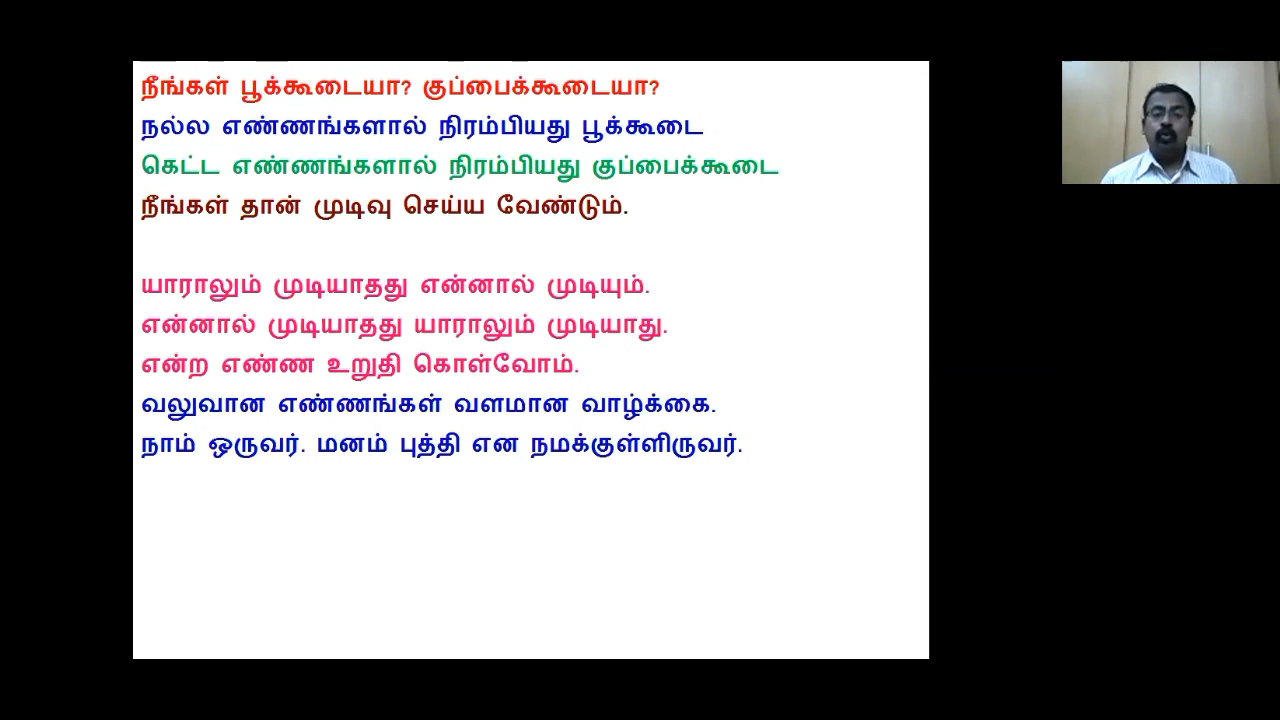 நீங்கள் பூக்கூடையா? குப்பைக்கூடையா?
நல்ல எண்ணங்களால் நிரம்பியது பூக்கூடை
கெட்ட எண்ணங்களால் நிரம்பியது குப்பைக்கூடை
நீங்கள் தான் முடிவு செய்ய வேண்டும்.
யாராலும் முடியாதது என்னால் முடியும்.
என்னால் முடியாதது யாராலும் முடியாது.
என்ற எண்ண உறுதி கொள்வோம்.
வலுவான எண்ணங்கள் வளமான வாழ்க்கை.
நாம் ஒருவர். மனம் புத்தி என நமக்குள்ளிருவர்.